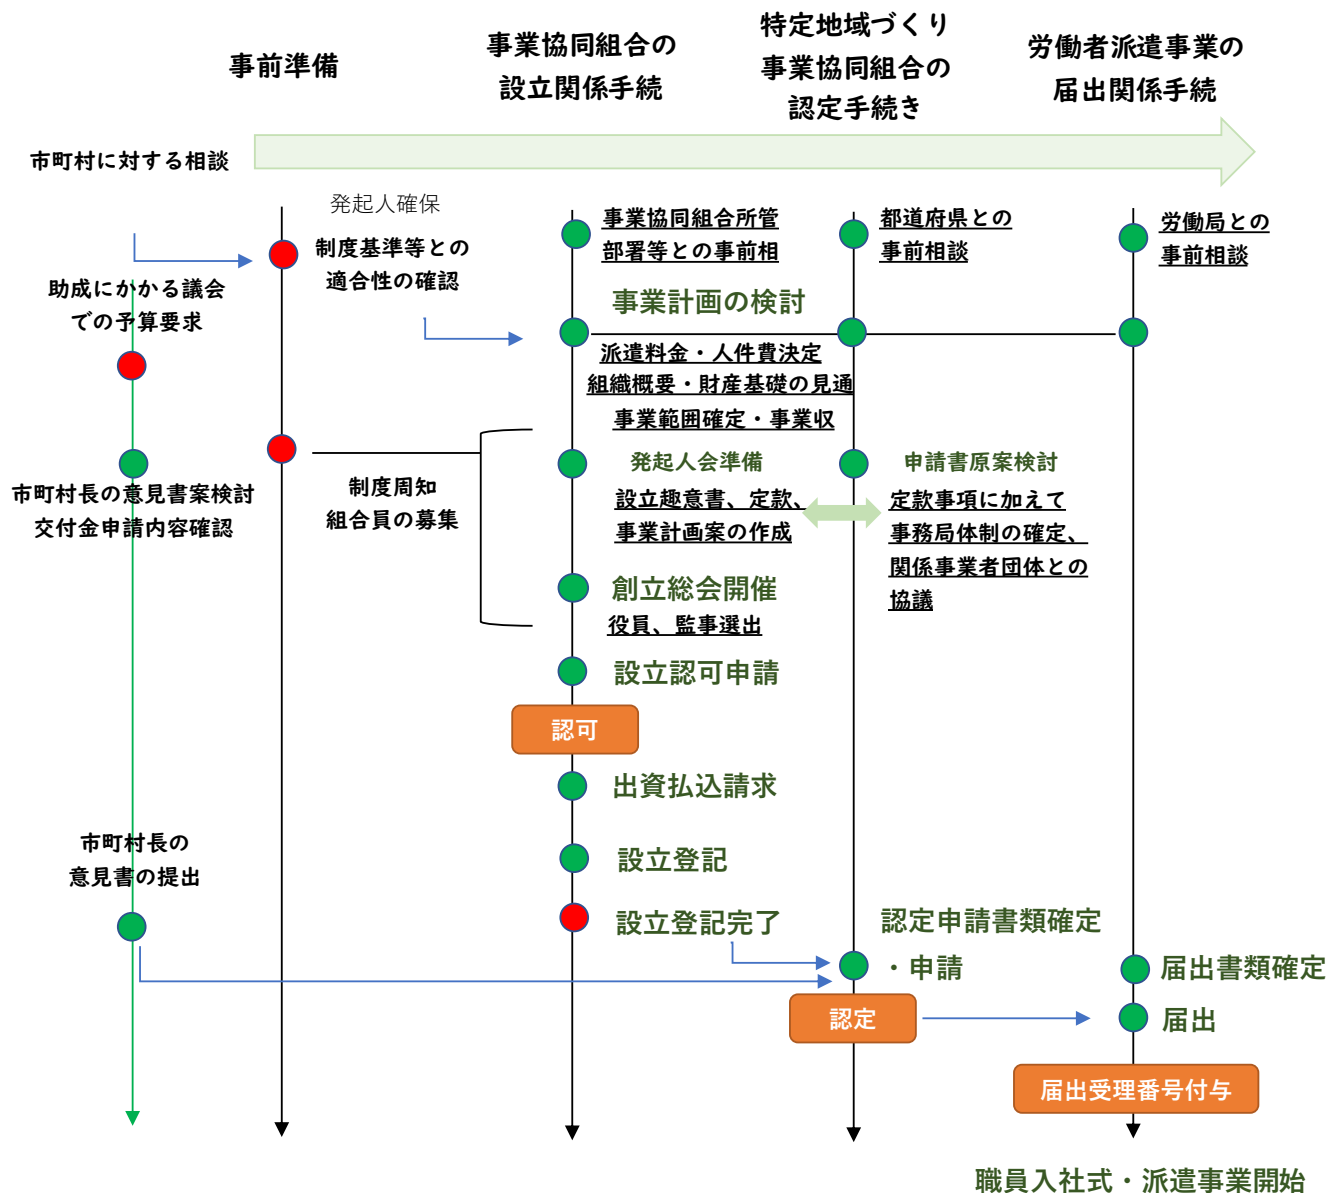 事前準備
事業協同組合の
設立関係手続
特定地域づくり
事業協同組合の
認定手続き
労働者派遣事業の
届出関係手続
市町村に対する相談
発起人確保
制度基準等との
適合性の確認
事業協同組合所管
部署等との事前相
都道府県との
事前相談
労働局との
事前相談
助成にかかる議会
での予算要求
事業計画の検討
派遣料金・人件費決定
組織概要・財産基礎の見通
事業範囲確定・事業収
市町村長の意見書案検討
交付金申請内容確認
制度周知
組合員の募集
発起人会準備
設立趣意書、定款、
事業計画案の作成
申請書原案検討
定款事項に加えて
事務局体制の確定、
関係事業者団体との
協議
創立総会開催
役員、監事選出
設立認可申請
認可
出資払込請求
市町村長の
意見書の提出
設立登記
設立登記完了
認定申請書類確定
・申請
届出書類確定
認定
届出
届出受理番号付与
職員入社式・派遣事業開始